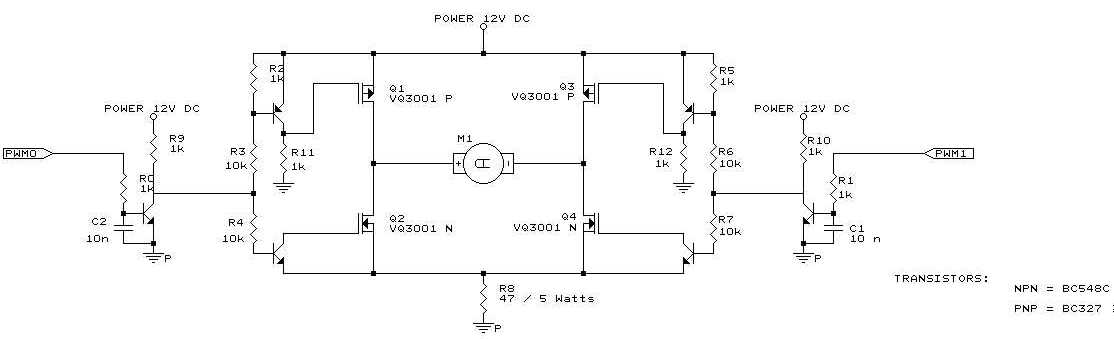 POWER 12V DC
R2
1k
Q1
VQ3001 P
Q3
VQ3001 P
R5
1k
POWER 12V DC
POWER 12V DC
R9
1k
R10
1k
PWM0
M1
PWM1
R3
10k
R11
1k
R12
1k
R6
10k
R0
1k
+
-
R1
1k
C2
10n
R4
10k
Q2
VQ3001 N
Q4
VQ3001 N
R7
10k
C1
10 n
P
P
R8
47 / 5 Watts
P
TRANSISTORS:
NPN = BC548C
PNP = BC327